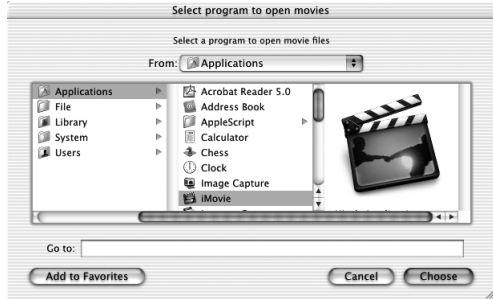 Select program to open movies
Select a program to open movie files
From: Applications
Applications
File
Library
System
Users
Acrobat Reader 5.0
Address Book
AppleScript
Calculator
Chess
Clock
Image Capture
iMovie
Go to:
Add to Favorites
Cancel
Choose